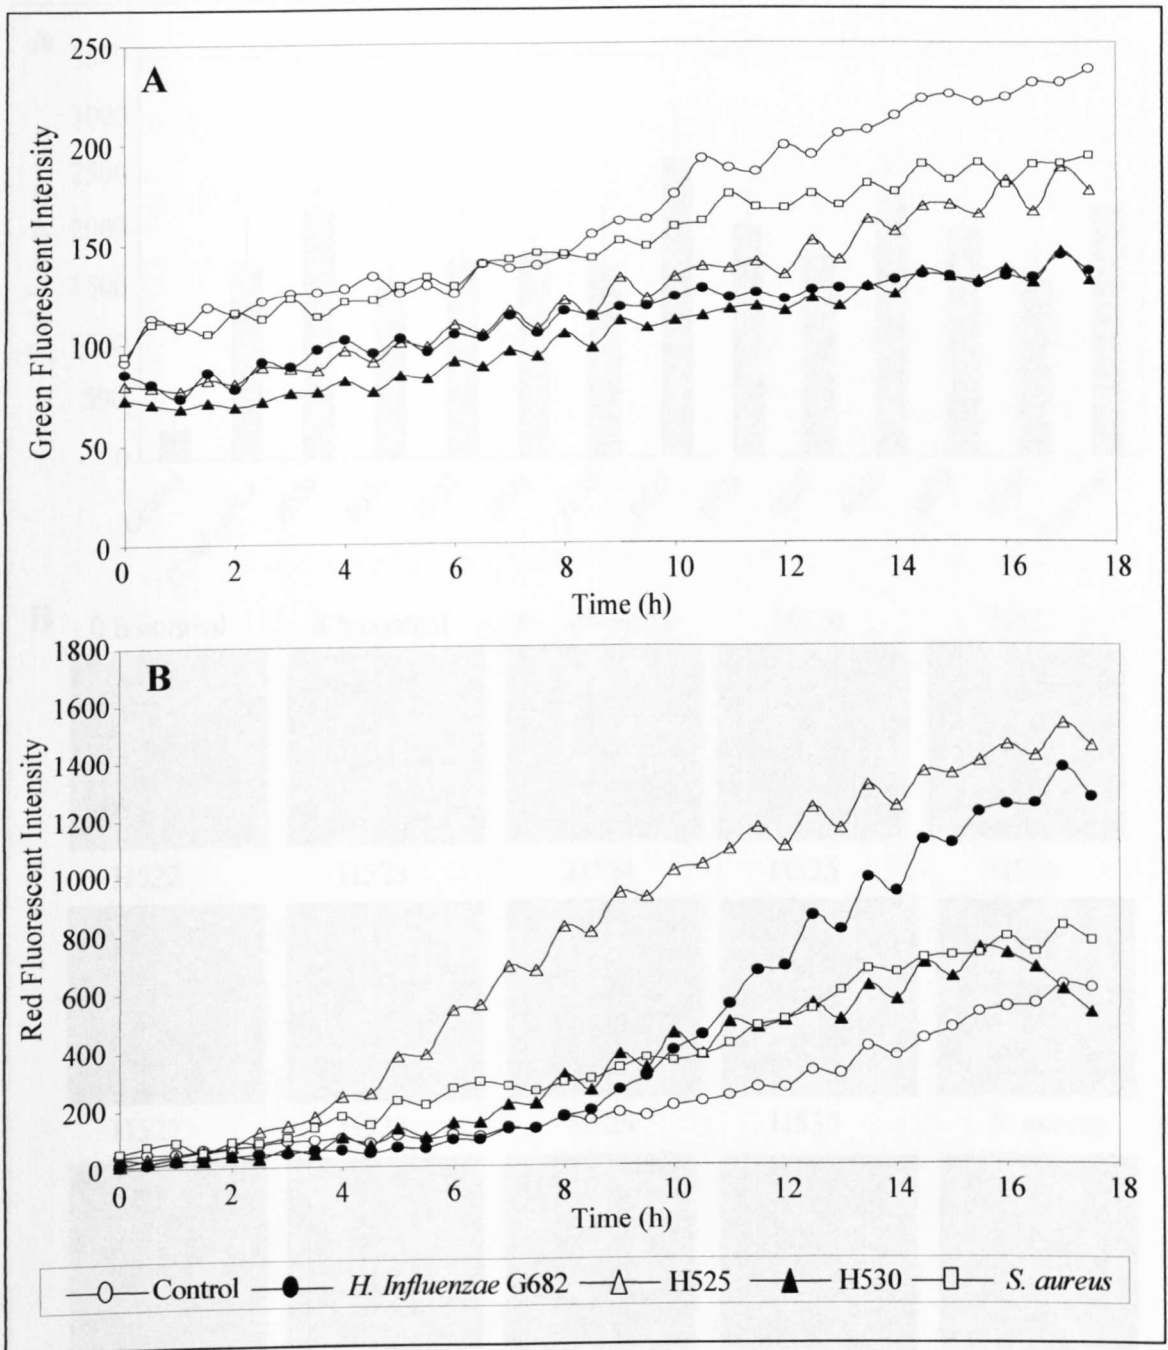 A
250
200
150
100
50
0
Green Fluorescent Intensity
0 2 4 6 8 10 12 14 16 18
Time (h)
B
1800
1600
1400
1200
1000
800
600
400
200
0
Red Fluorescent Intensity
0 2 4 6 8 10 12 14 16 18
Time (h)
Control H. Influenzae G682 H525 H530 S. aureus